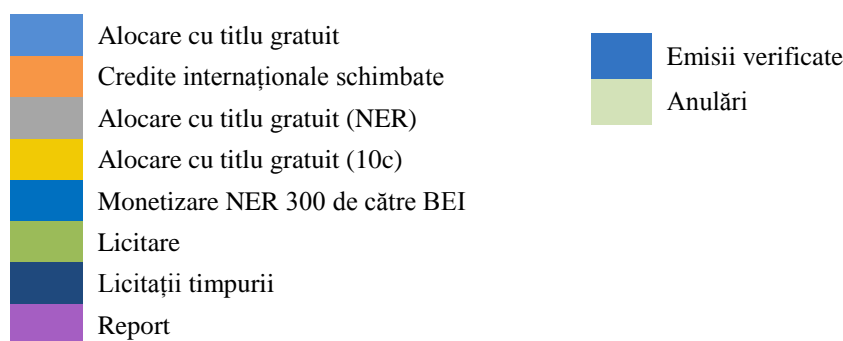 Alocare cu titlu gratuit
Credite internaționale schimbate
Alocare cu titlu gratuit (NER)
Alocare cu titlu gratuit (10c)
Monetizare NER 300 de către BEI
Licitare
Licitații timpurii
Report
Emisii verificate
Anulări